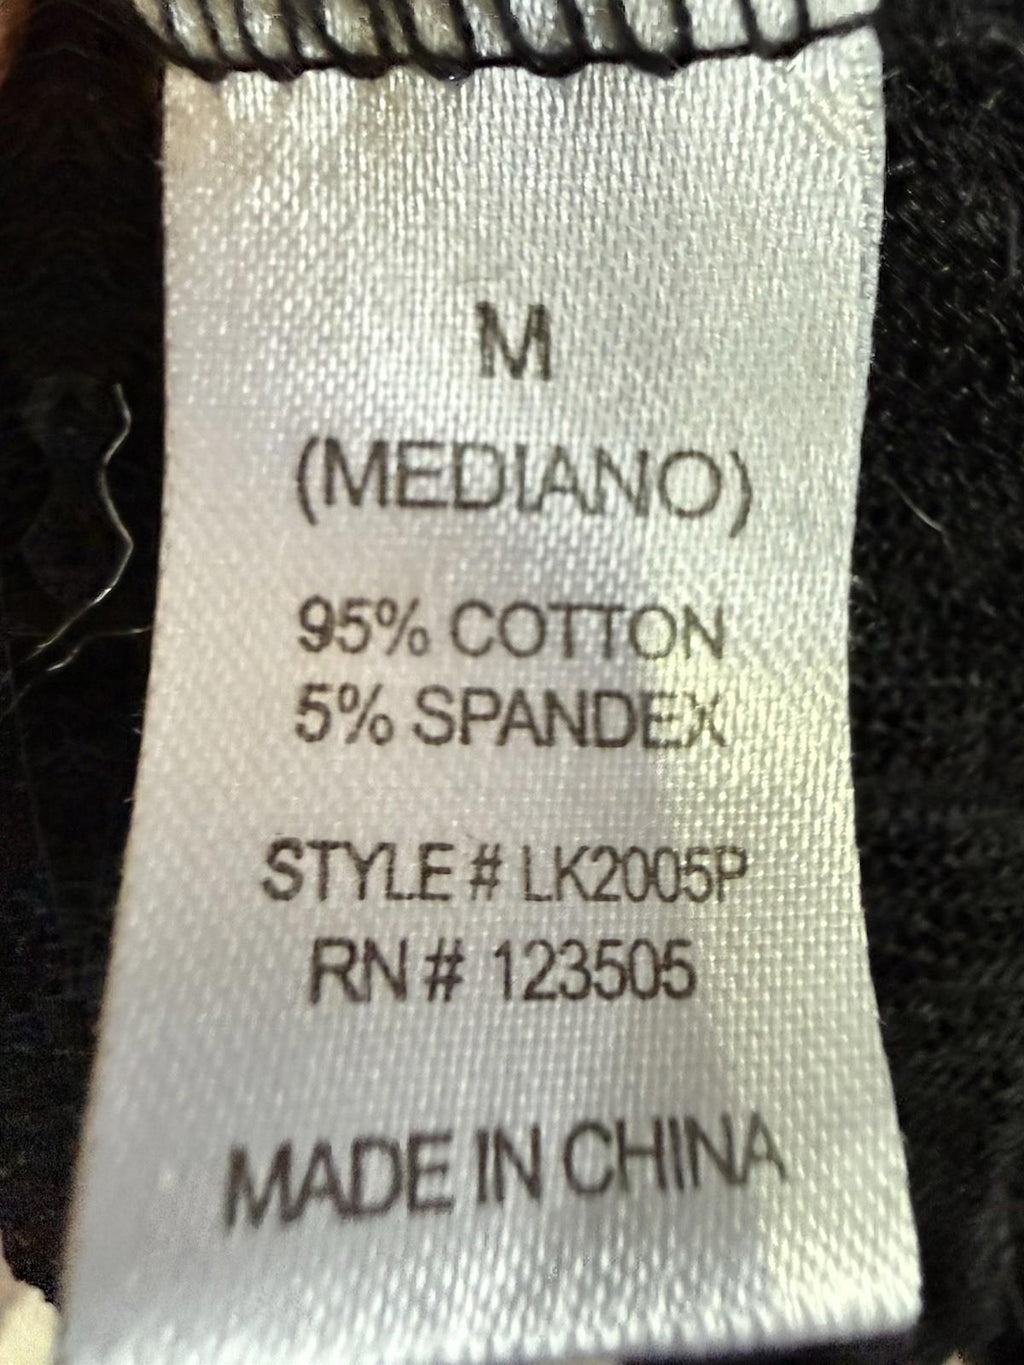 M
(MEDIANO)
95% COTTON
5% SPANDEX
STYLE # LK2005P
RN # 123505
MADE IN CHINA